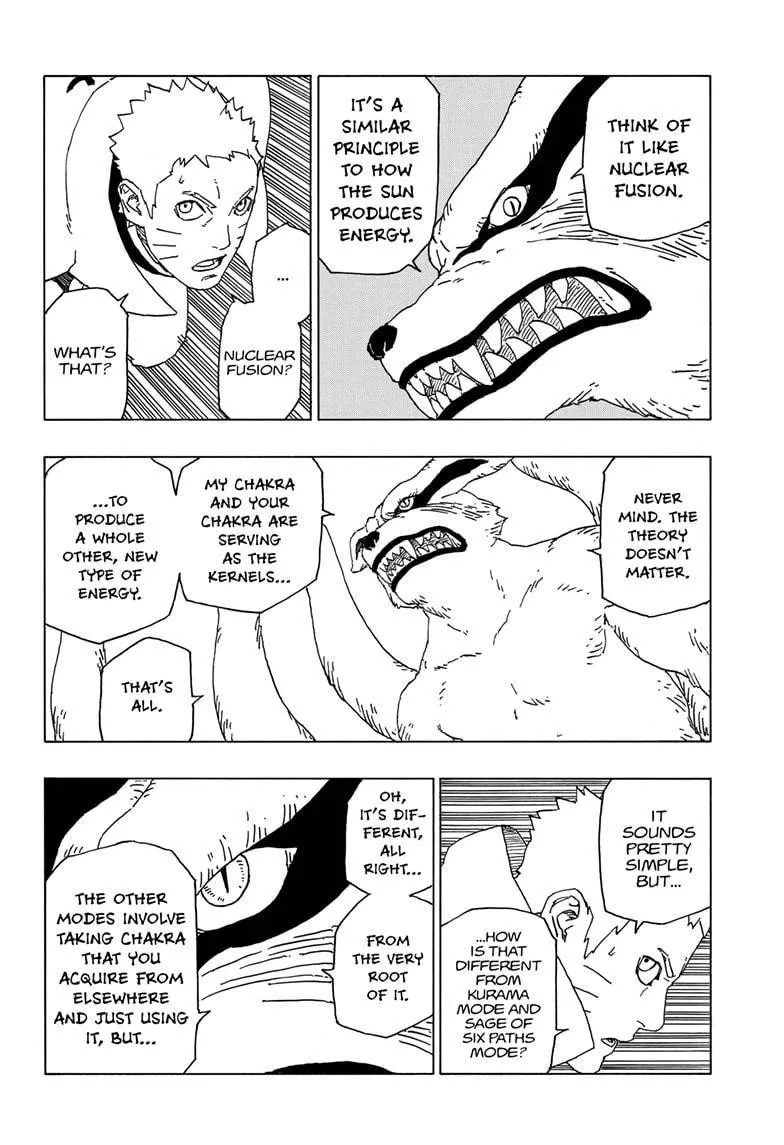 THINK OF
IT LIKE
NUCLEAR
FUSION.
IT'S A
SIMILAR
PRINCIPLE
TO HOW
THE SUN
PRODUCES
ENERGY.
...
NUCLEAR
FUSION?
WHAT'S
THAT?
NEVER
MIND. THE
THEORY
DOESN'T
MATTER.
MY CHAKRA
AND YOUR
CHAKRA ARE
SERVING
AS THE
KERNELS...
...TO
PRODUCE
A WHOLE
OTHER, NEW
TYPE OF
ENERGY.
THAT'S
ALL.
IT
SOUNDS
PRETTY
SIMPLE,
BUT...
...HOW
IS THAT
DIFFERENT
FROM
KURAMA
MODE AND
SAGE OF
SIX PATHS
MODE?
OH,
IT'S DIF-
FERENT,
ALL
RIGHT...
FROM
THE VERY
ROOT
OF IT.
THE OTHER
MODES INVOLVE
TAKING CHAKRA
THAT YOU
ACQUIRE FROM
ELSEWHERE
AND JUST USING
IT, BUT...